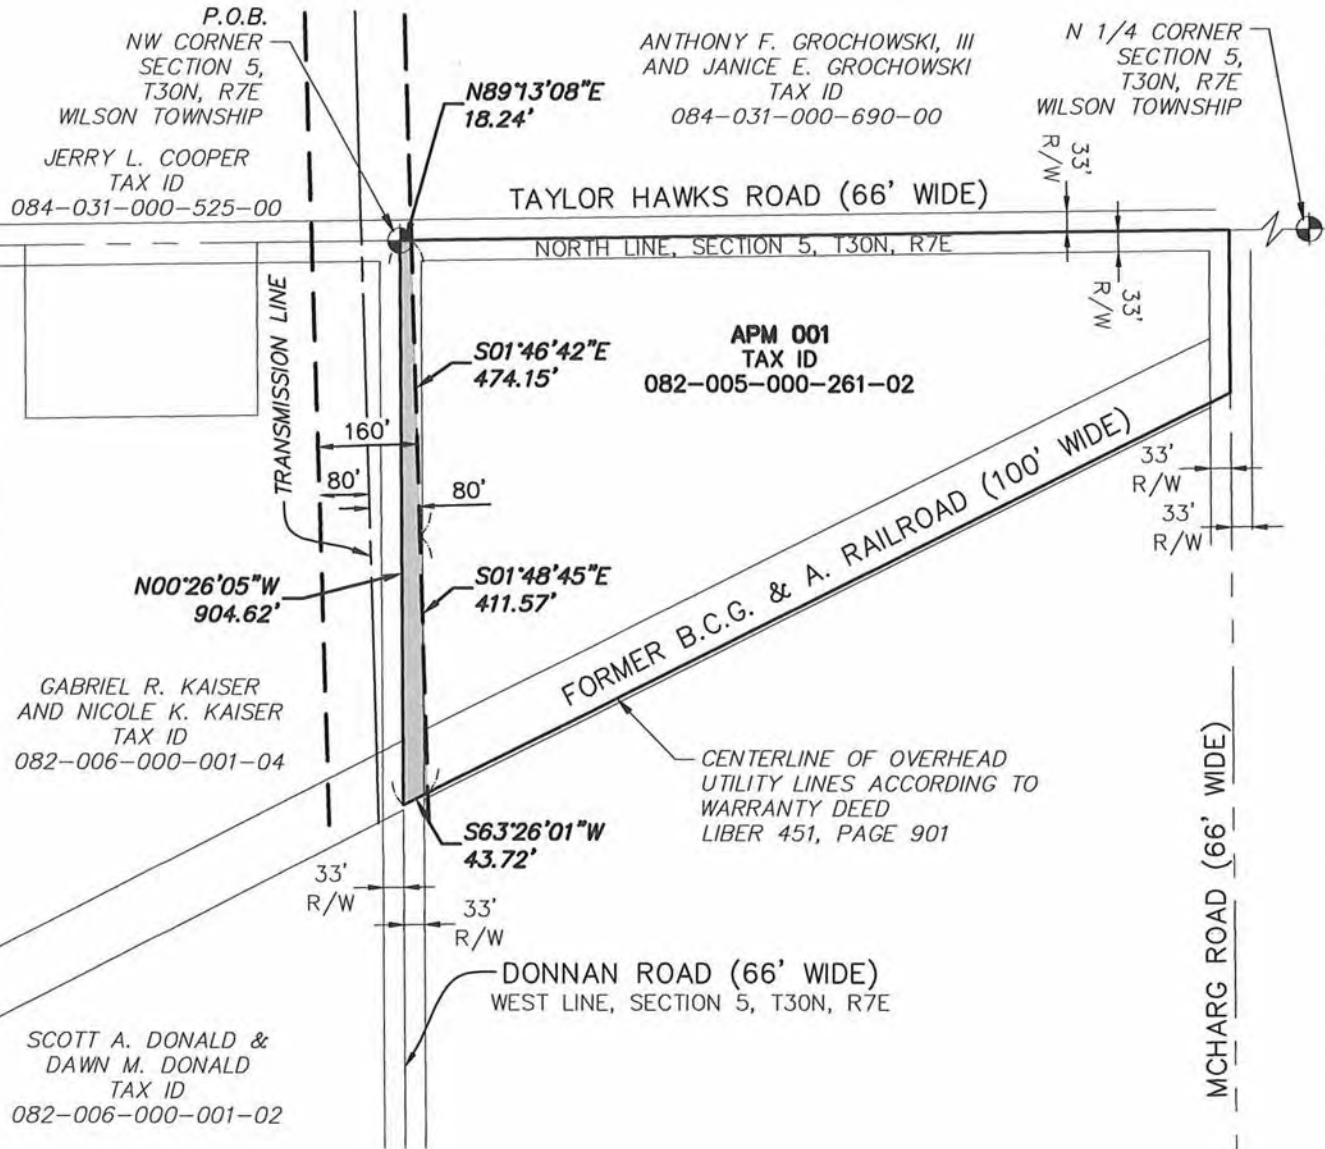 P.O.B.
NW CORNER
SECTION 5,
T30N, R7E
WILSON TOWNSHIP
JERRY L. COOPER
TAX ID
084-031-000-525-00
N89°13'08"E
18.24'
ANTHONY F. GROCHOWSKI, III
AND JANICE E. GROCHOWSKI
TAX ID
084-031-000-690-00
N 1/4 CORNER
SECTION 5,
T30N, R7E
WILSON TOWNSHIP
33'
R/W
TAYLOR HAWKS ROAD (66' WIDE)
NORTH LINE, SECTION 5, T30N, R7E
33'
R/W
TRANSMISSION LINE
S01°46'42"E
474.15'
APM 001
TAX ID
082-005-000-261-02
160'
80'
80'
33'
R/W
33'
R/W
N00°26'05"W
904.62'
S01°48'45"E
411.57'
FORMER B.C.G. & A. RAILROAD (100' WIDE)
GABRIEL R. KAISER
AND NICOLE K. KAISER
TAX ID
082-006-000-001-04
CENTERLINE OF OVERHEAD
UTILITY LINES ACCORDING TO
WARRANTY DEED
LIBER 451, PAGE 901
S63°26'01"W
43.72'
33'
R/W
33'
R/W
MCHARG ROAD (66' WIDE)
DONNAN ROAD (66' WIDE)
WEST LINE, SECTION 5, T30N, R7E
SCOTT A. DONALD &
DAWN M. DONALD
TAX ID
082-006-000-001-02